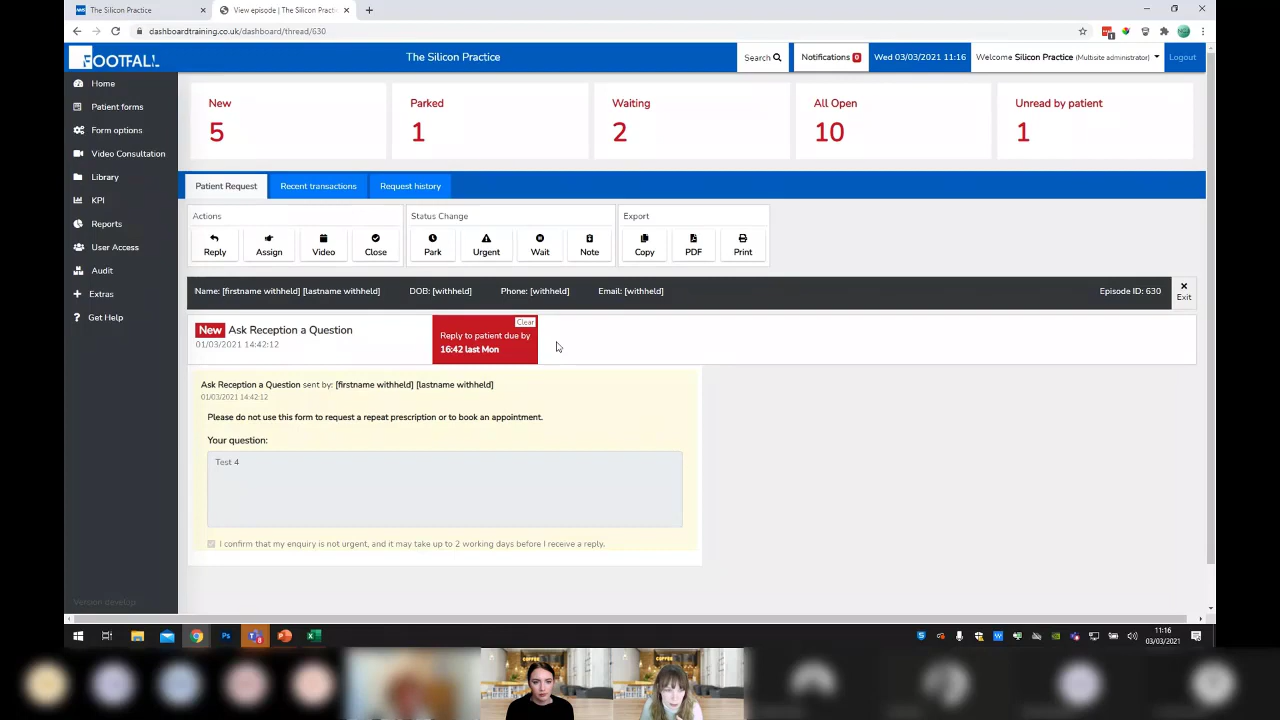 The Silicon Practice
View episode | The Silicon Practi
dashboardtraining.co.uk/dashboard/thread/630
FOOTFALL
The Silicon Practice
Search
Notifications 0
Wed 03/03/2021 11:16
Welcome Silicon Practice (Multisite adminstrator)
Logout
Home
Patient forms
Form options
Video Consultation
Library
KPI
Reports
User Access
Audit
Extras
Get Help
Version develop
New
5
Parked
1
Waiting
2
All Open
10
Unread by patient
1
Patient Request
Recent transactions
Request history
Actions
Reply
Assign
Video
Close
Status Change
Park
Urgent
Wait
Note
Export
Copy
PDF
Print
Name: [firstname withheld] [lastname withheld]
DOB: [withheld]
Phone: [withheld]
Email: [withheld]
Episode ID: 630
Exit
New Ask Reception a Question
01/03/2021 14:42:12
Clear
Reply to patient due by
16:42 last Mon
Ask Reception a Question sent by: [firstname withheld] [lastname withheld]
01/03/2021 14:42:12
Please do not use this form to request a repeat prescription or to book an appointment.
Your question:
Test 4
I confirm that my enquiry is not urgent, and it may take up to 2 working days before I receive a reply.
11:16
03/03/2021
COFFEE
COFFEE